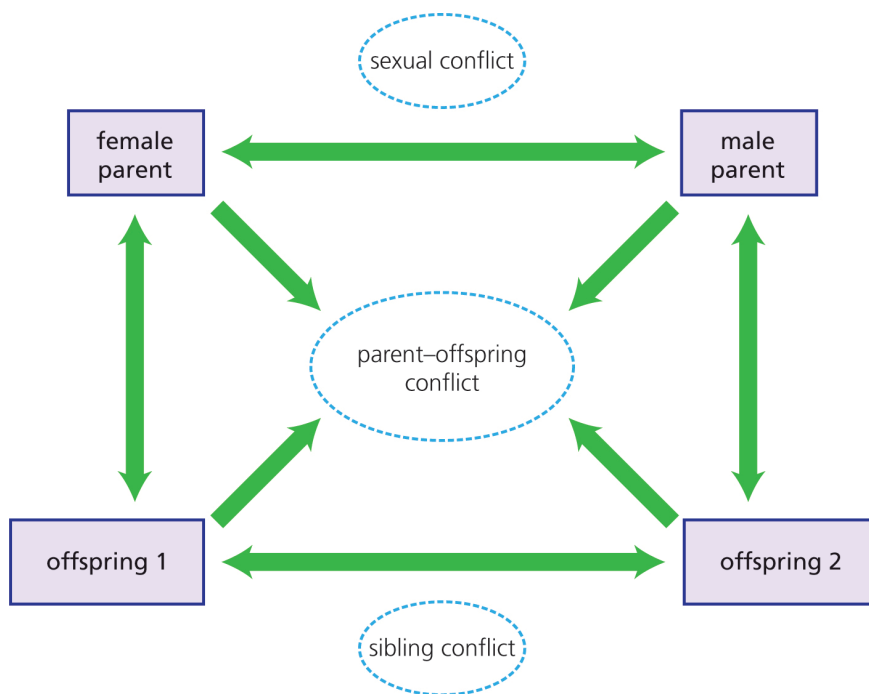 sexual conflict
female
parent
male
parent
parent–offspring
conflict
offspring 1
offspring 2
sibling conflict